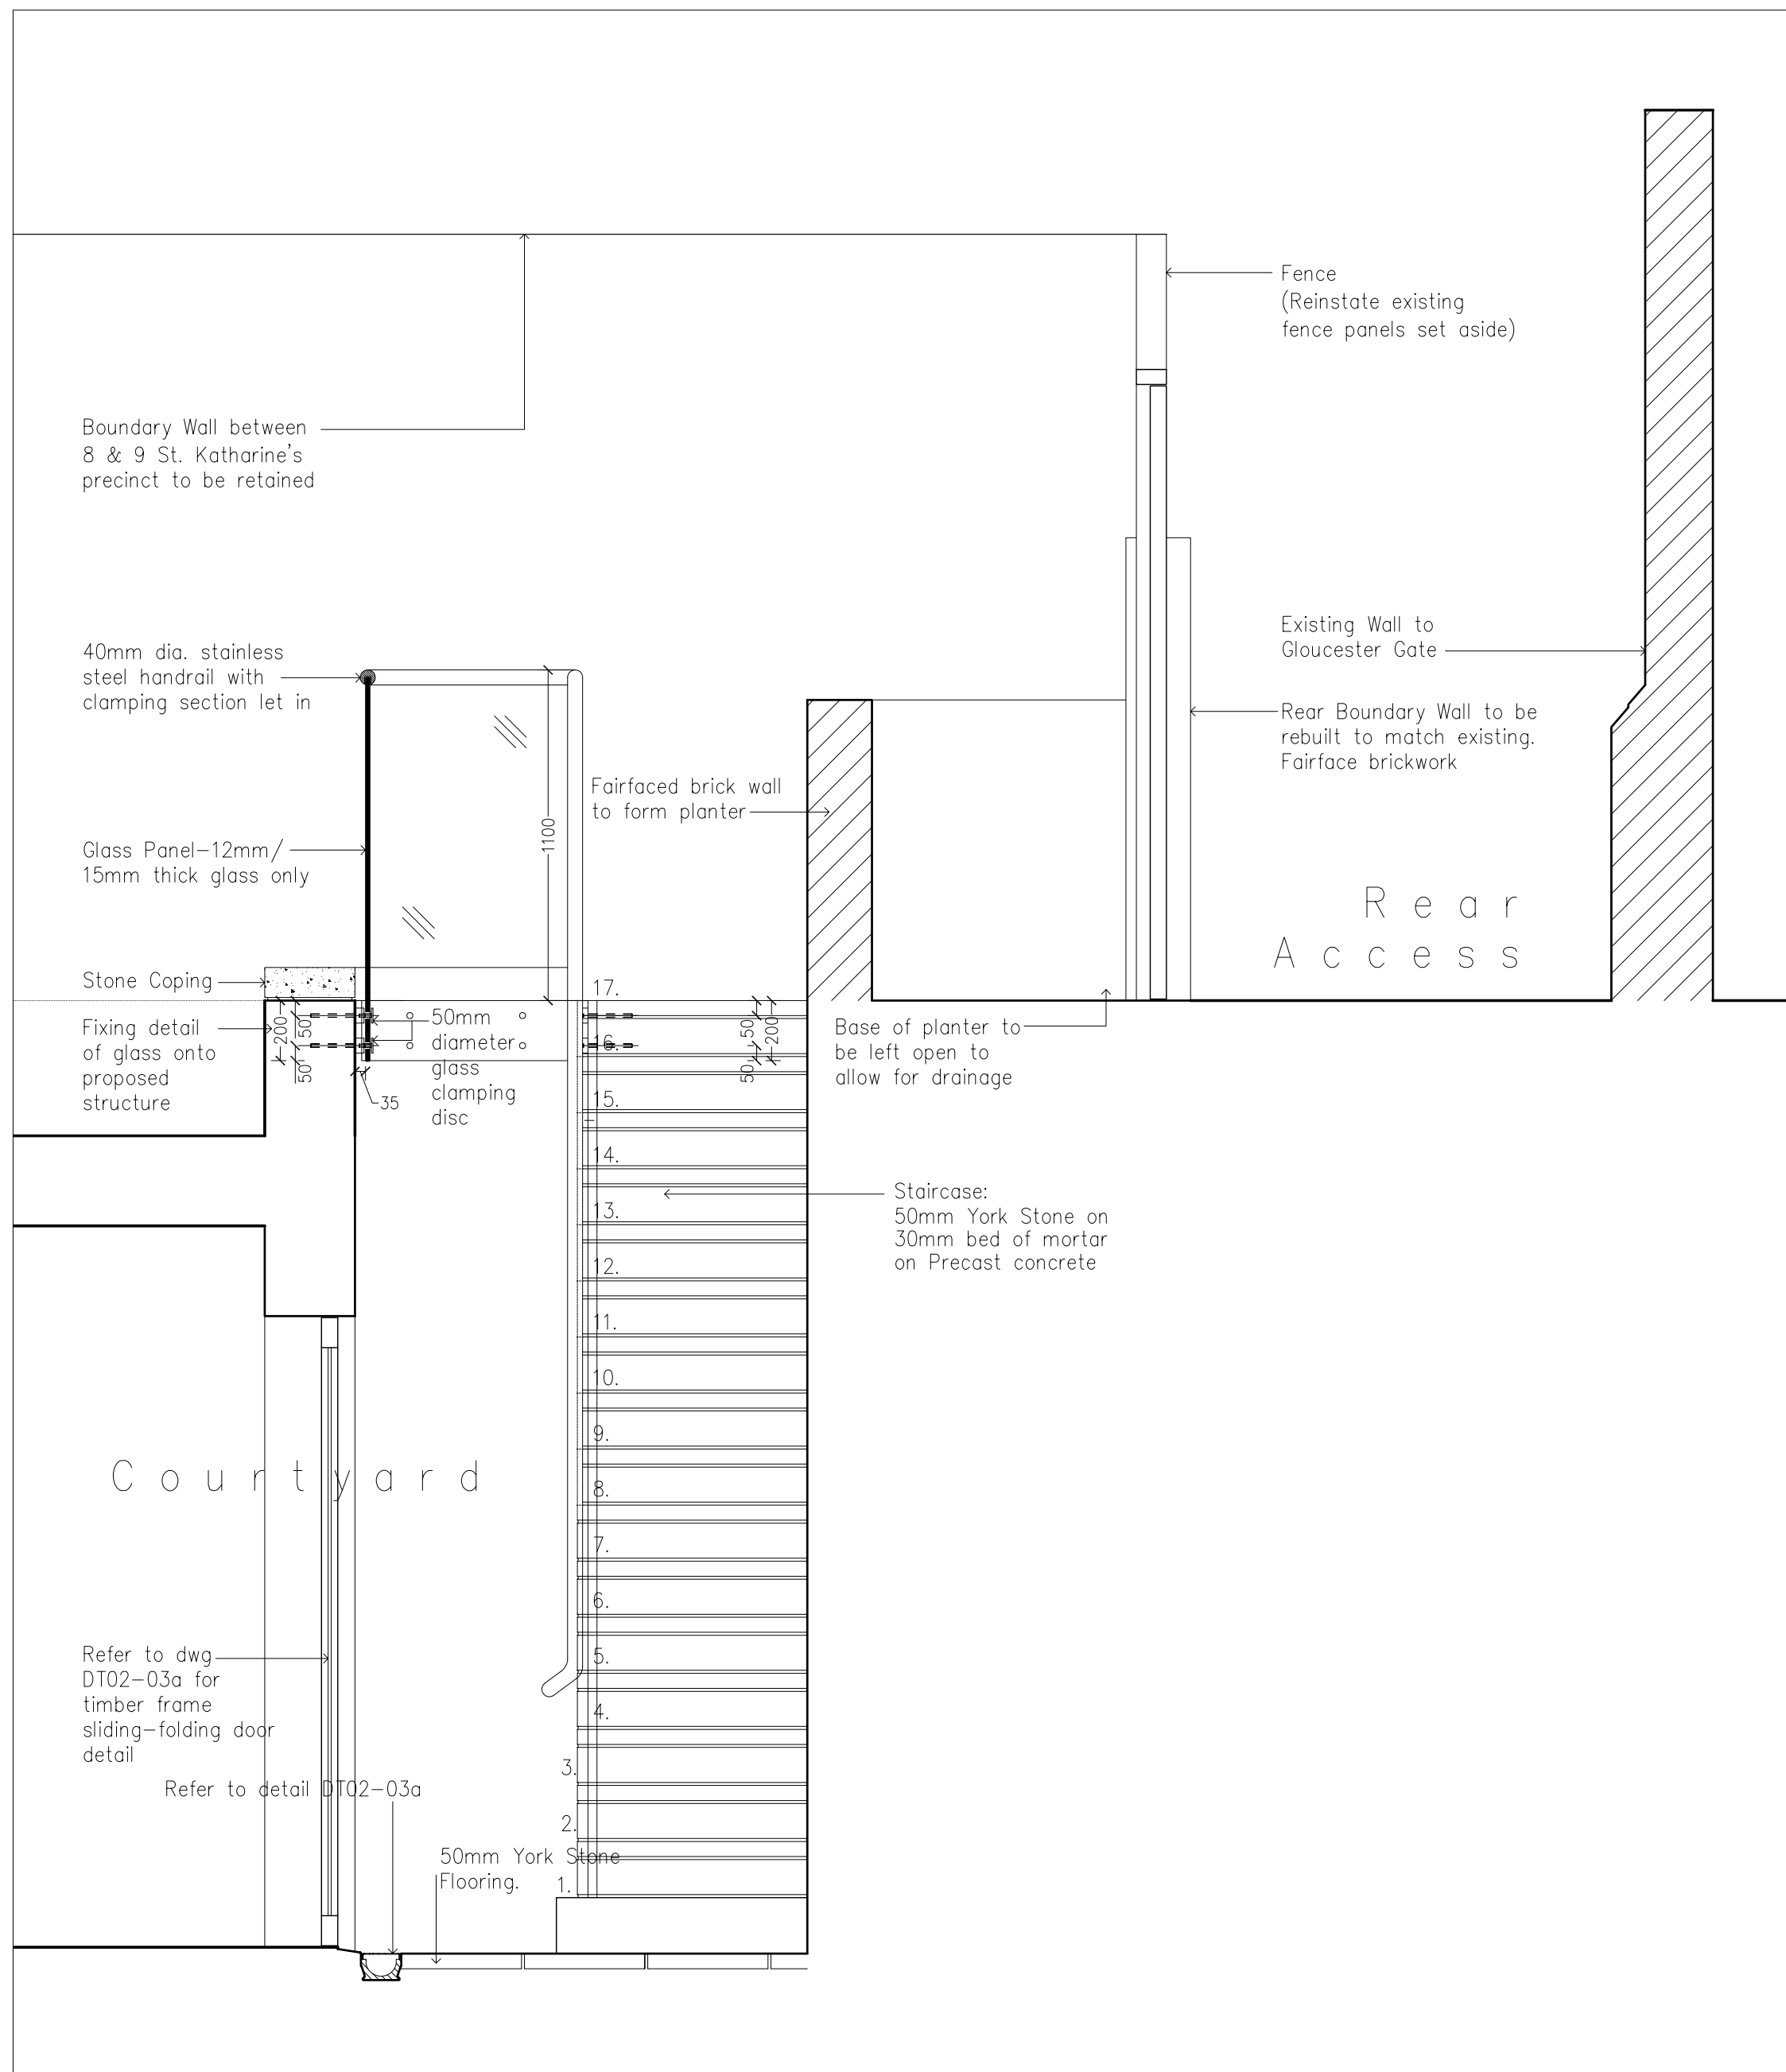 Fence
(Reinstate existing
fence panels set aside)
Boundary Wall between
8 & 9 St. Katharine's
precinct to be retained
Existing Wall to
Gloucester Gate
40mm dia. stainless
steel handrail with
clamping section let in
Rear Boundary Wall to be
rebuilt to match existing.
Fairface brickwork
Fairfaced brick wall
to form planter
1100
Glass Panel-12mm/
15mm thick glass only
Rear
Access
Stone Coping
Fixing detail
of glass onto
proposed
structure
200
50
50
35
50mm
diameter
glass
clamping
disc
50
200
50
Base of planter to
be left open to
allow for drainage
17.
16.
15.
14.
13.
12.
11.
10.
9.
8.
7.
6.
5.
4.
3.
2.
1.
Staircase:
50mm York Stone on
30mm bed of mortar
on Precast concrete
Courtyard
Refer to dwg
DT02-03a for
timber frame
sliding-folding door
detail
Refer to detail DT02-03a
50mm York Stone
Flooring.